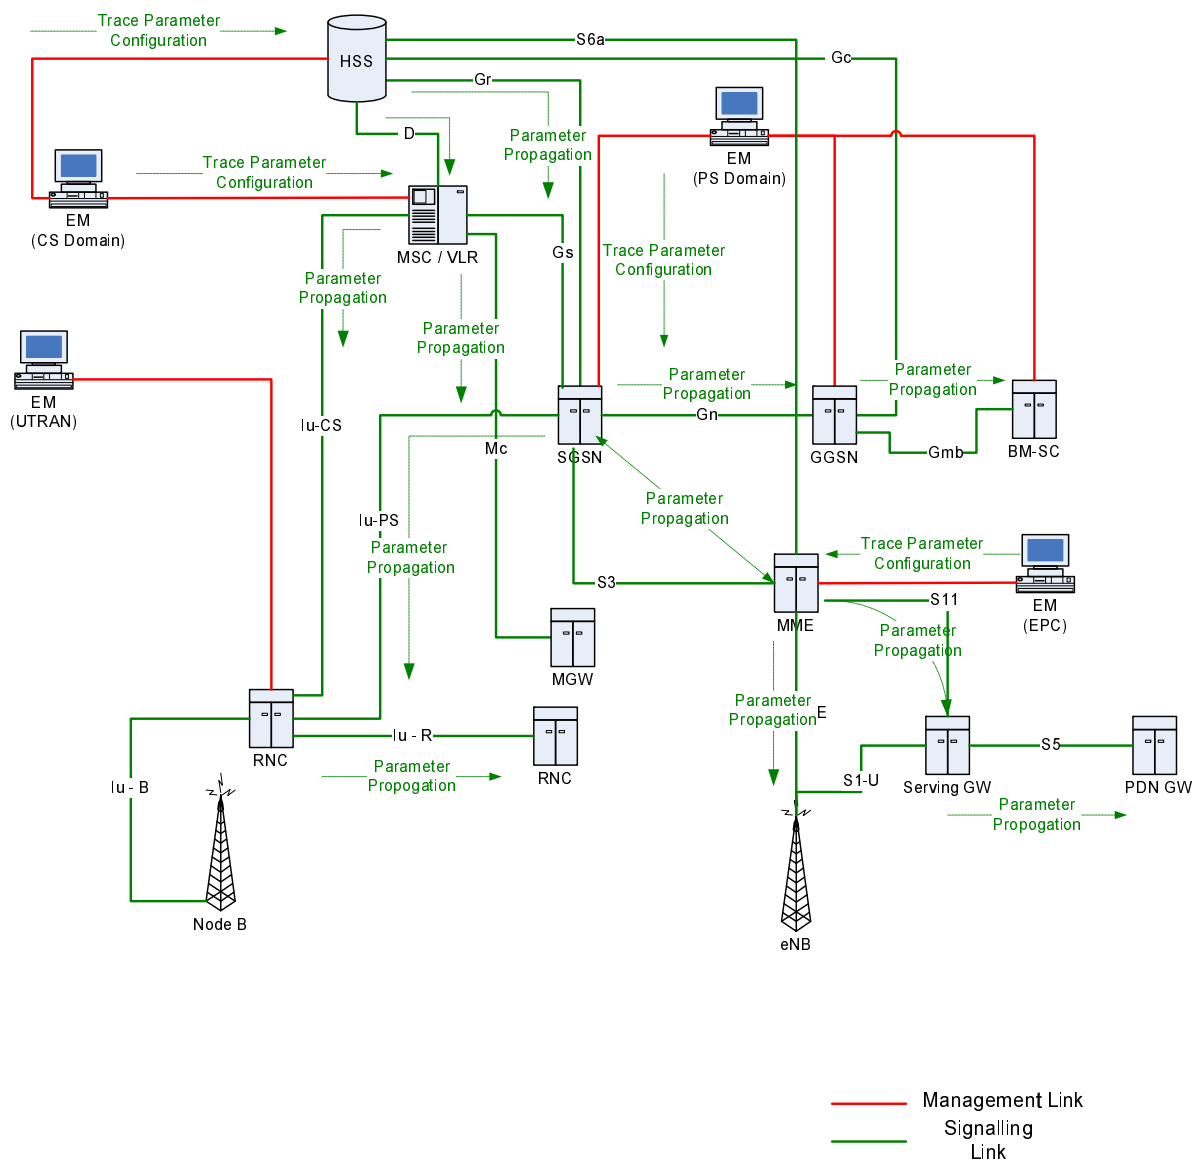 Trace Parameter
Configuration
HSS
S6a
Gc
Gr
D
Parameter
Propagation
EM
(PS Domain)
Trace Parameter
Configuration
EM
(CS Domain)
MSC / VLR
Gs
Trace Parameter
Configuration
Parameter
Propagation
Parameter
Propagation
EM
(UTRAN)
Parameter
Propagation
Parameter
Propagation
Iu-CS
Gn
Mc
SGSN
GGSN
Gmb
BM-SC
Parameter
Propagation
Iu-PS
Parameter
Propagation
Trace Parameter
Configuration
S3
MME
S11
EM
(EPC)
Parameter
Propagation
MGW
Parameter
Propagation
E
RNC
Iu - R
RNC
Parameter
Propogation
Iu - B
S1-U
S5
Serving GW
PDN GW
Parameter
Propogation
Node B
eNB
Management Link
Signalling
Link